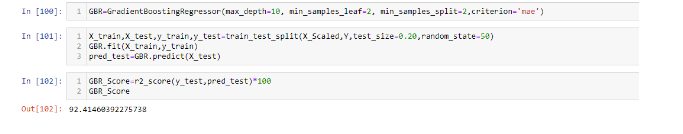 In [100]: 1 GBR=GradientBoostingRegressor(max_depth=10, min_samples_leaf=2, min_samples_split=2,criterion='mae')
In [101]: 1 X_train,X_test,y_train,y_test=train_test_split(X_Scaled,Y,test_size=0.20,random_state=50)
2 GBR.fit(X_train,y_train)
3 pred_test=GBR.predict(X_test)
In [102]: 1 GBR_Score=r2_score(y_test,pred_test)*100
2 GBR_Score
Out[102]: 92.41460392275738